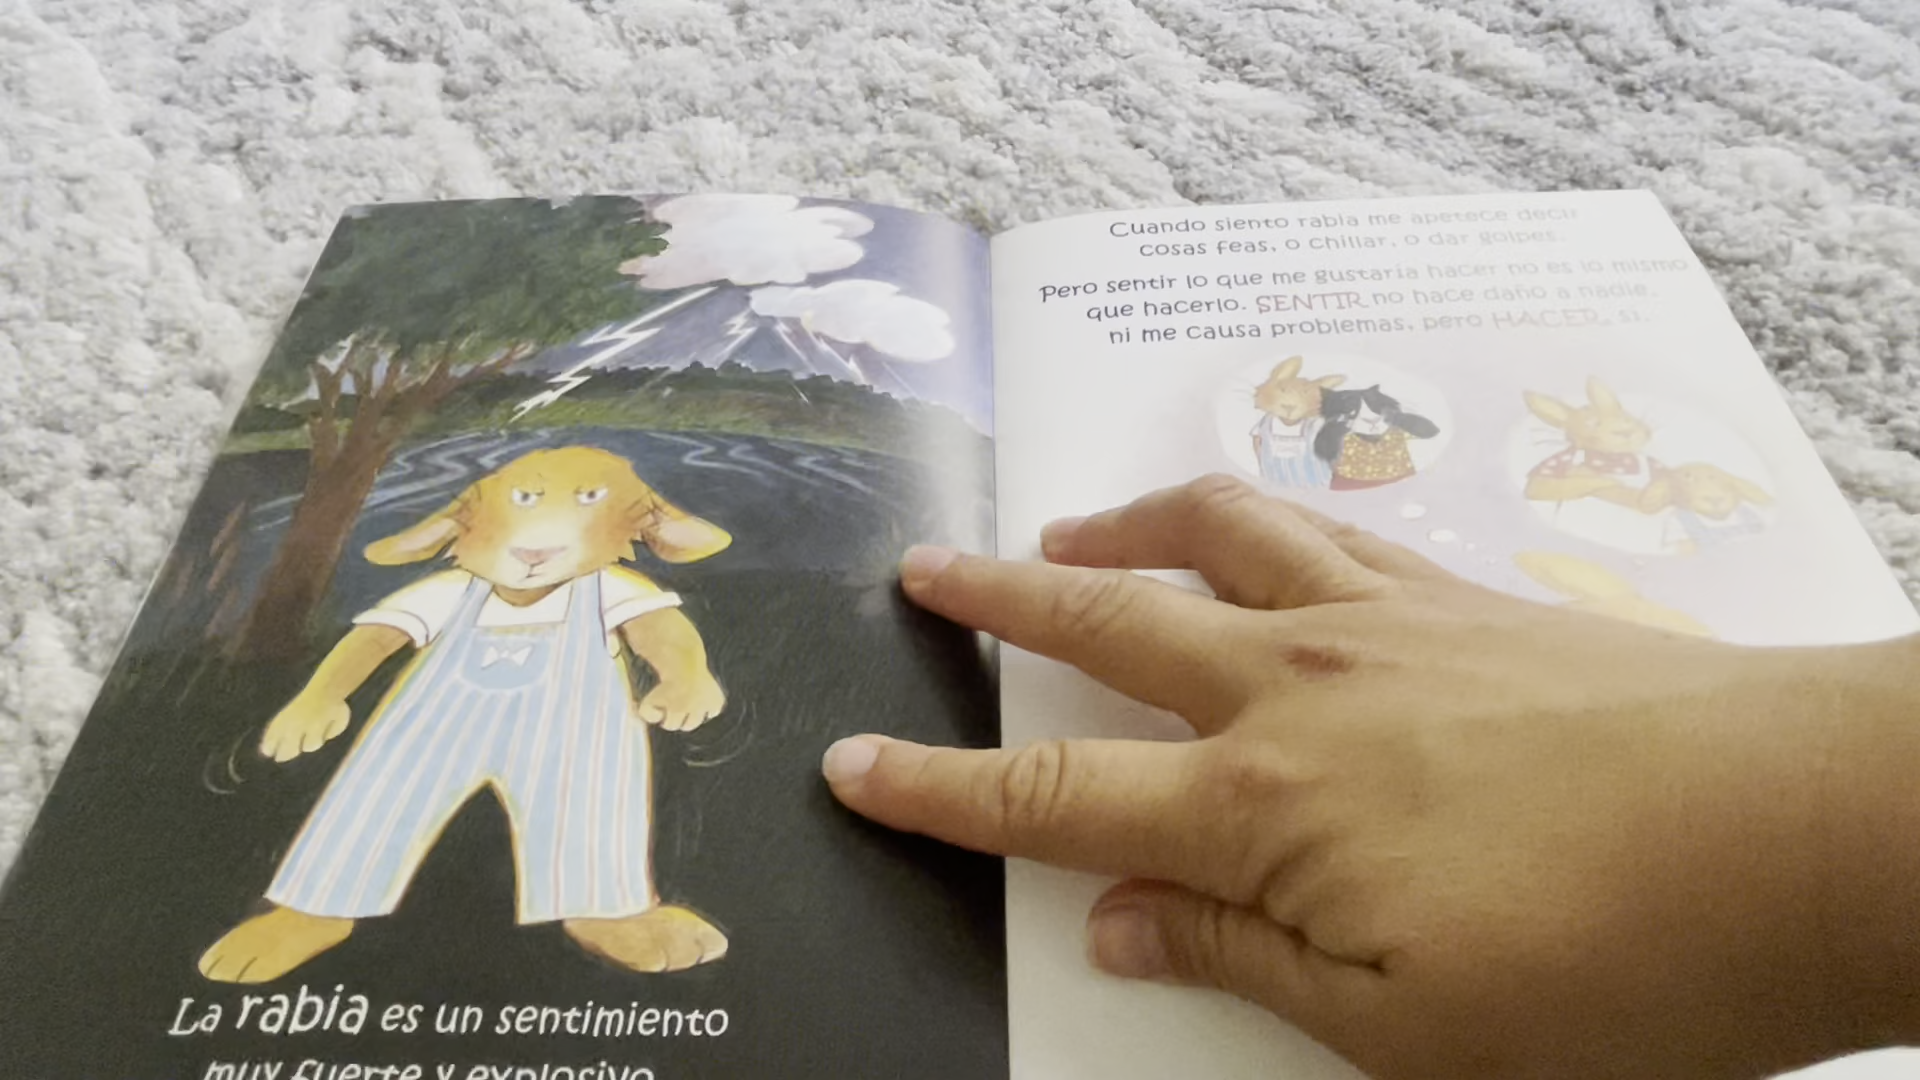 La rabia es un sentimiento
muy fuerte y explosivo
Cuando siento rabia me apetece decir
cosas feas, o chillar, o dar golpes.
Pero sentir lo que me gustaría hacer no es lo mismo
que hacerlo. SENTIR no hace daño a nadie,
ni me causa problemas, pero HACER, sí.